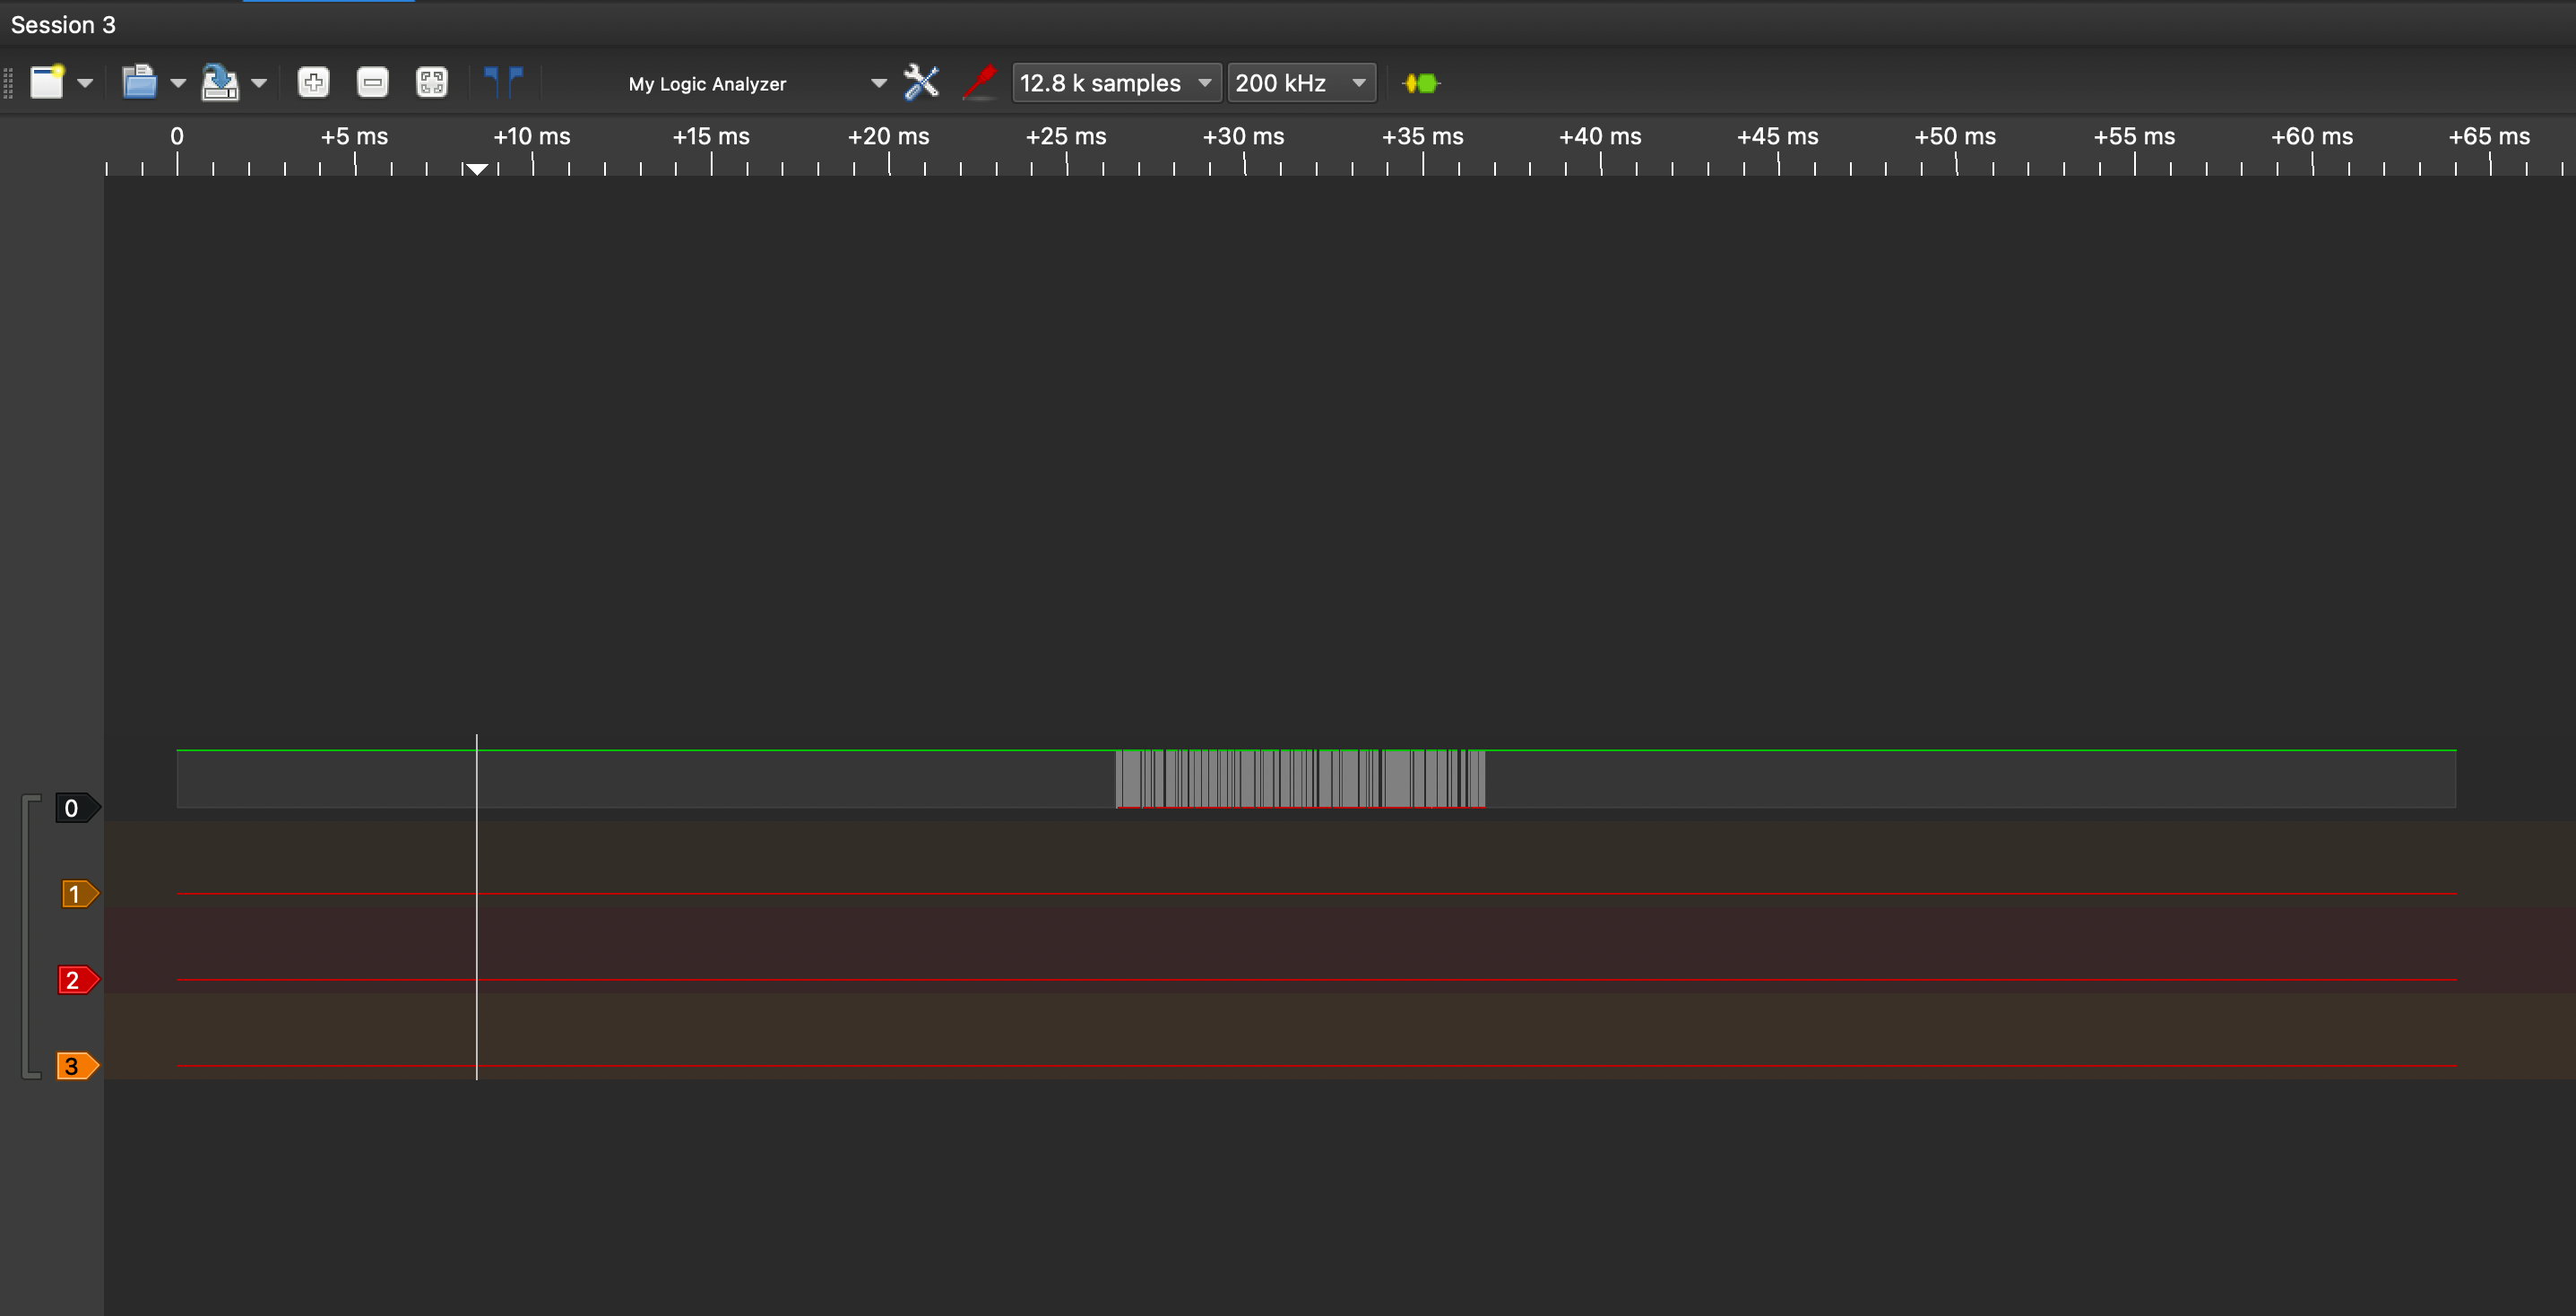 Session 3
My Logic Analyzer 12.8 k samples 200 kHz
0 +5 ms +10 ms +15 ms +20 ms +25 ms +30 ms +35 ms +40 ms +45 ms +50 ms +55 ms +60 ms +65 ms
0
1
2
3